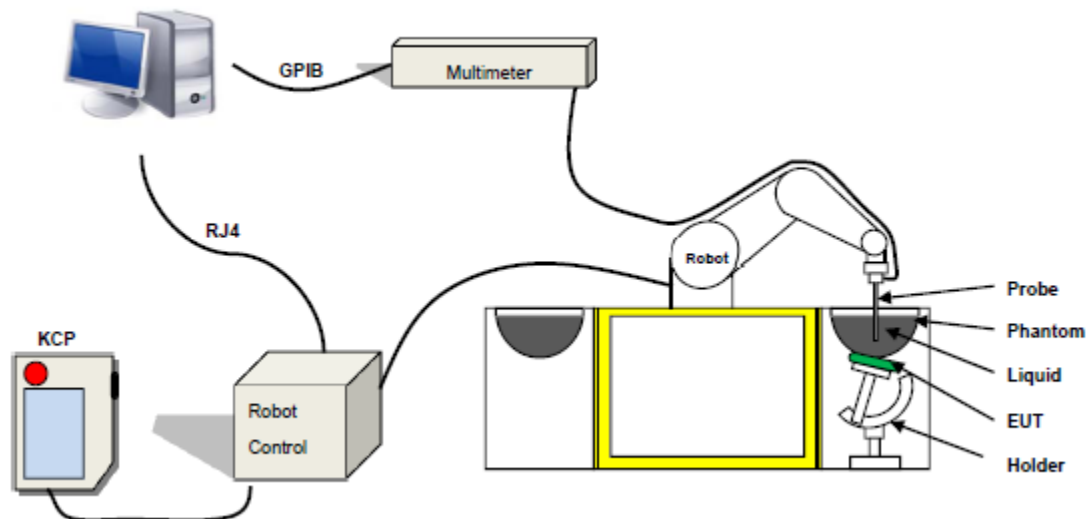 GPIB
Multimeter
RJ4
Robot
Probe
Phantom
Liquid
EUT
Holder
KCP
Robot
Control